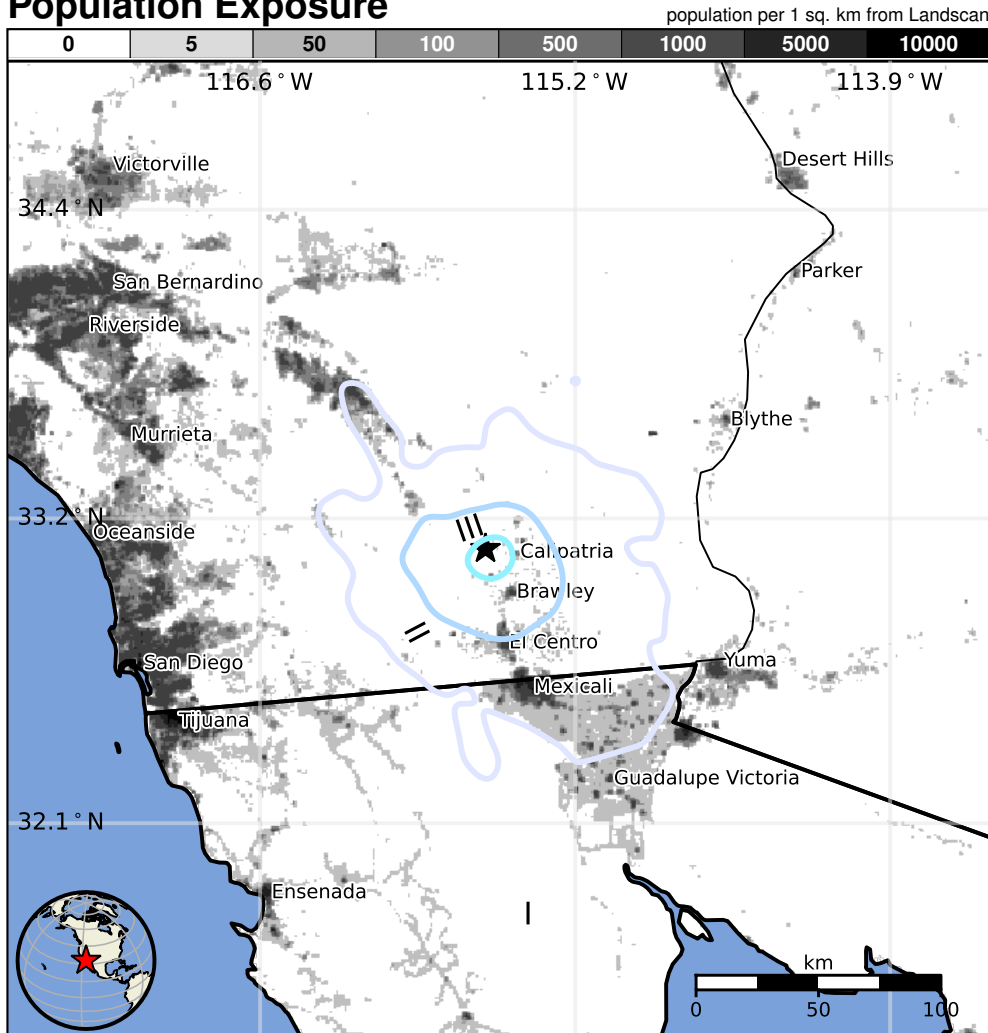 Population Exposure
population per 1 sq. km from Landscan
0 5 50 100 500 1000 5000 10000
116.6°W 115.2°W 113.9°W
Desert Hills
Victorville
34.4°N
Parker
San Bernardino
Riverside
Blythe
Murrieta
33.2°N
Oceanside
III
Calipatria
Brawley
II
El Centro
Yuma
San Diego
Mexicali
Tijuana
Guadalupe Victoria
32.1°N
Ensenada
I
km
0 50 100